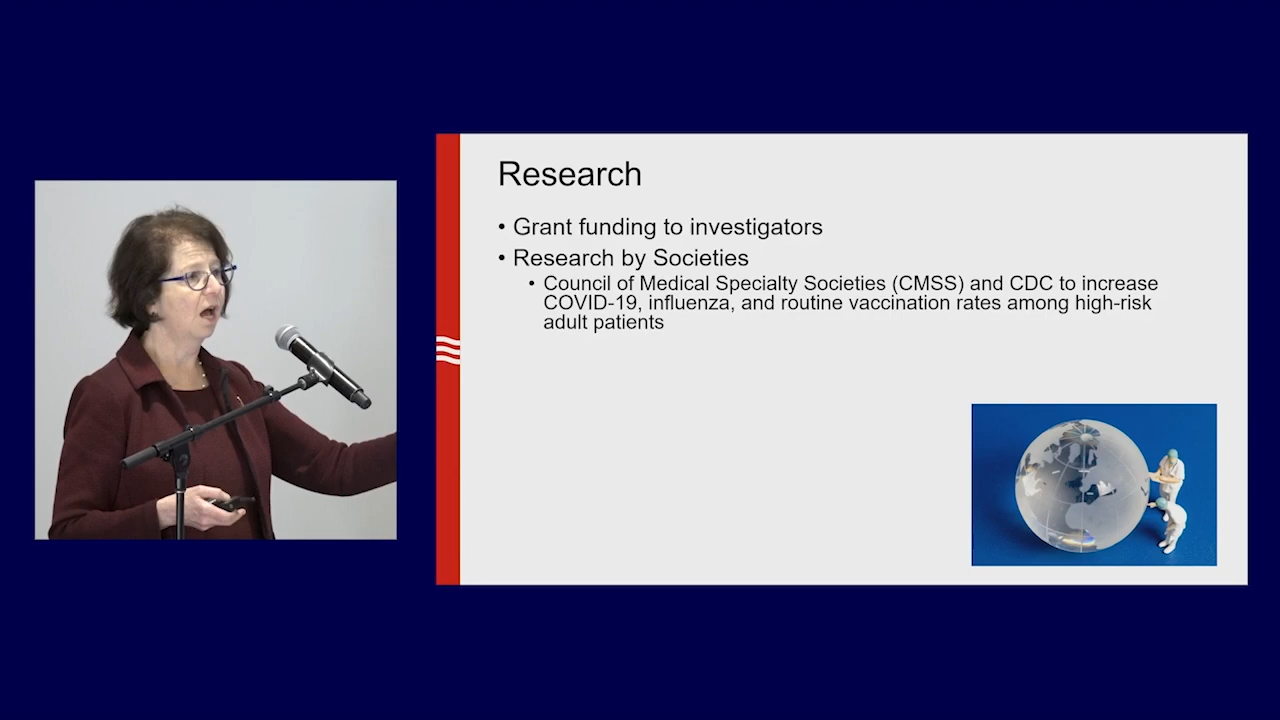 Research
• Grant funding to investigators
• Research by Societies
• Council of Medical Specialty Societies (CMSS) and CDC to increase
COVID-19, influenza, and routine vaccination rates among high-risk
adult patients